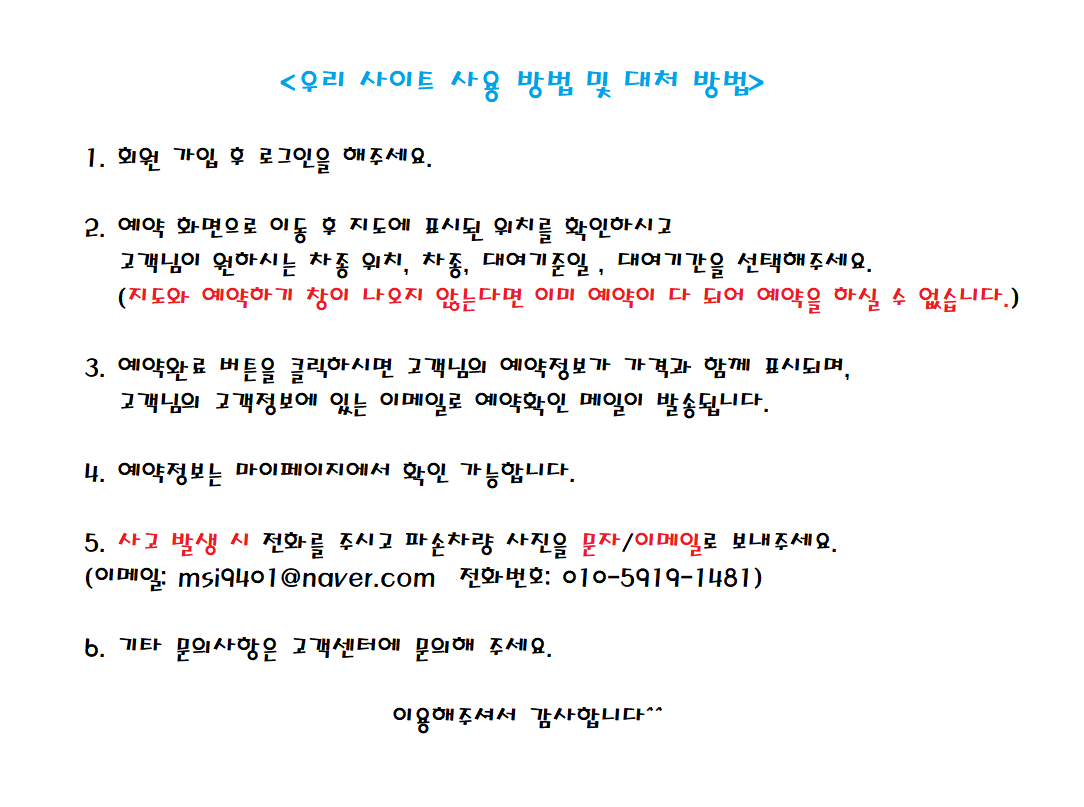 <우리 사이트 사용 방법 및 대처 방법>
1. 회원 가입 후 로그인을 해주세요.
2. 예약 화면으로 이동 후 지도에 표시된 위치를 확인하시고
고객님이 원하시는 차종 위치, 차종, 대여기준일 , 대여기간을 선택해주세요.
(지도와 예약하기 창이 나오지 않는다면 이미 예약이 다 되어 예약을 하실 수 없습니다.)
3. 예약완료 버튼을 클릭하시면 고객님의 예약정보가 가격과 함께 표시되며,
고객님의 고객정보에 있는 이메일로 예약확인 메일이 발송됩니다.
4. 예약정보는 마이페이지에서 확인 가능합니다.
5. 사고 발생 시 전화를 주시고 파손차량 사진을 문자/이메일로 보내주세요.
(이메일: msi9401@naver.com 전화번호: 010-5919-1481)
6. 기타 문의사항은 고객센터에 문의해 주세요.
이용해주셔서 감사합니다^^